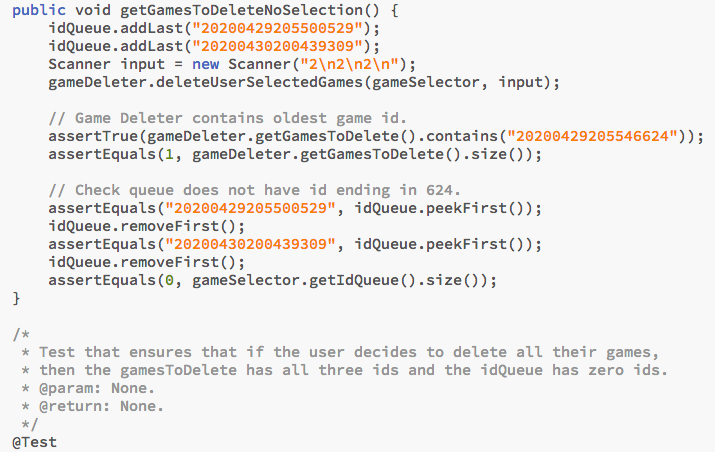 public void getGamesToDeleteNoSelection() {
    idQueue.addLast("20200429205500529");
    idQueue.addLast("20200430200439309");
    Scanner input = new Scanner("2\n2\n2\n");
    gameDeleter.deleteUserSelectedGames(gameSelector, input);

    // Game Deleter contains oldest game id.
    assertTrue(gameDeleter.getGamesToDelete().contains("20200429205546624"));
    assertEquals(1, gameDeleter.getGamesToDelete().size());

    // Check queue does not have id ending in 624.
    assertEquals("20200429205500529", idQueue.peekFirst());
    idQueue.removeFirst();
    assertEquals("20200430200439309", idQueue.peekFirst());
    idQueue.removeFirst();
    assertEquals(0, gameSelector.getIdQueue().size());
}

/*
 * Test that ensures that if the user decides to delete all their games,
 * then the gamesToDelete has all three ids and the idQueue has zero ids.
 * @param: None.
 * @return: None.
 */
@Test